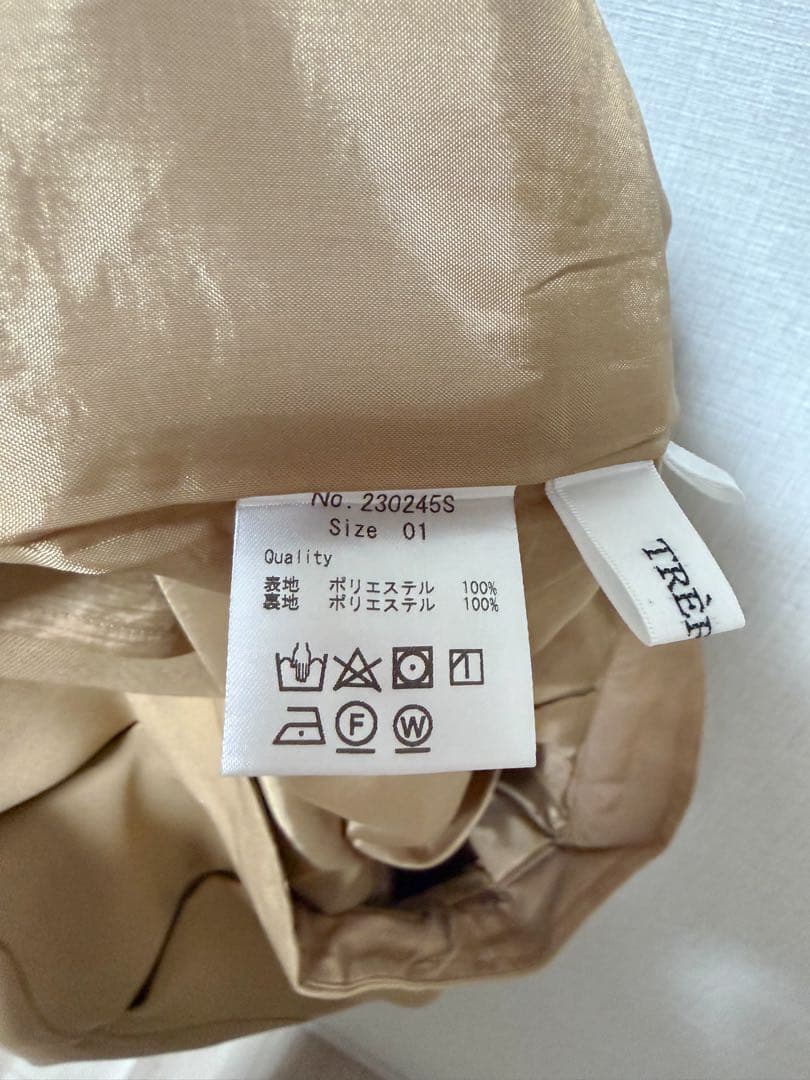 No. 230245S
Size 01
Quality
表地 ポリエステル 100%
裏地 ポリエステル 100%
F W
TRÊF